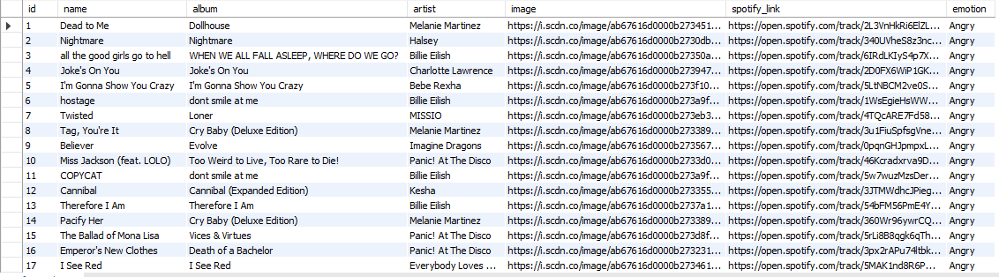 id name album artist image spotify_link emotion
1 Dead to Me Dollhouse Melanie Martinez https://i.scdn.co/image/ab67616d0000b273451... https://open.spotify.com/track/2L3VnHkRi6ElZL... Angry
2 Nightmare Nightmare Halsey https://i.scdn.co/image/ab67616d0000b2730db... https://open.spotify.com/track/340UVheS8z3nc... Angry
3 all the good girls go to hell WHEN WE ALL FALL ASLEEP, WHERE DO WE GO? Billie Eilish https://i.scdn.co/image/ab67616d0000b27350a... https://open.spotify.com/track/6IRdLKIyS4p7X... Angry
4 Joke's On You Joke's On You Charlotte Lawrence https://i.scdn.co/image/ab67616d0000b273947... https://open.spotify.com/track/2D0FX6WiP1GK... Angry
5 I'm Gonna Show You Crazy I'm Gonna Show You Crazy Bebe Rexha https://i.scdn.co/image/ab67616d0000b273f10... https://open.spotify.com/track/5LtNBCM2ve0S... Angry
6 hostage dont smile at me Billie Eilish https://i.scdn.co/image/ab67616d0000b273a9f... https://open.spotify.com/track/1WsEgieHsWW... Angry
7 Twisted Loner MISSIO https://i.scdn.co/image/ab67616d0000b273eb3... https://open.spotify.com/track/4TQcARE7Fd58... Angry
8 Tag, You're It Cry Baby (Deluxe Edition) Melanie Martinez https://i.scdn.co/image/ab67616d0000b273389... https://open.spotify.com/track/3u1FiuSpfsgVne... Angry
9 Believer Evolve Imagine Dragons https://i.scdn.co/image/ab67616d0000b273567... https://open.spotify.com/track/0pqnGHJpmpxL... Angry
10 Miss Jackson (feat. LOLO) Too Weird to Live, Too Rare to Die! Panic! At The Disco https://i.scdn.co/image/ab67616d0000b2733d0... https://open.spotify.com/track/46Kcradxrva9D... Angry
11 COPYCAT dont smile at me Billie Eilish https://i.scdn.co/image/ab67616d0000b273a9f... https://open.spotify.com/track/5w7wuzMzsDer... Angry
12 Cannibal Cannibal (Expanded Edition) Kesha https://i.scdn.co/image/ab67616d0000b273355... https://open.spotify.com/track/3JTMWdhcJPieg... Angry
13 Therefore I Am Therefore I Am Billie Eilish https://i.scdn.co/image/ab67616d0000b2737a1... https://open.spotify.com/track/54bFM56PmE4Y... Angry
14 Pacify Her Cry Baby (Deluxe Edition) Melanie Martinez https://i.scdn.co/image/ab67616d0000b273389... https://open.spotify.com/track/360Wr96ywrCQ... Angry
15 The Ballad of Mona Lisa Vices & Virtues Panic! At The Disco https://i.scdn.co/image/ab67616d0000b273d8f... https://open.spotify.com/track/5rLi8B8qgk6qTh... Angry
16 Emperor's New Clothes Death of a Bachelor Panic! At The Disco https://i.scdn.co/image/ab67616d0000b273231... https://open.spotify.com/track/3px2rAPu74ltbk... Angry
17 I See Red I See Red Everybody Loves ... https://i.scdn.co/image/ab67616d0000b273461... https://open.spotify.com/track/5MAK1nd8R6P... Angry